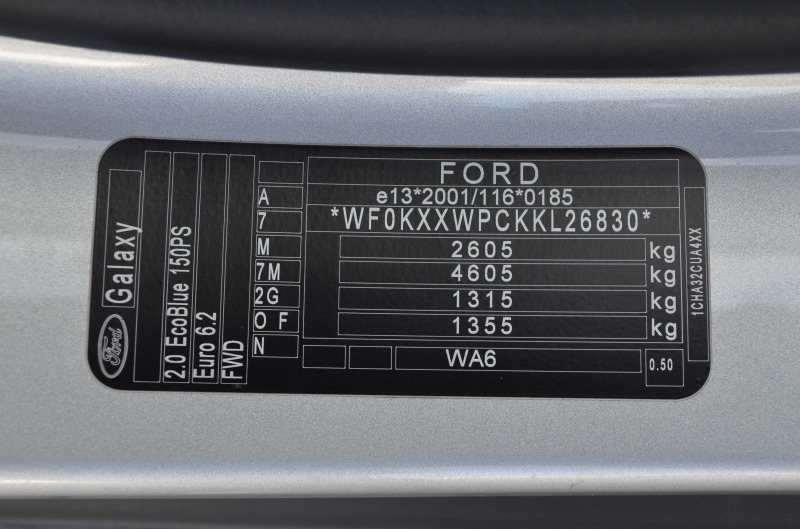 Ford
Galaxy
2.0 EcoBlue 150PS
Euro 6.2
FWD
A
7
M
7M
2G
O F
N
FORD
e13*2001/116*0185
*WF0KXXWPCKKL26830*
2605 kg
4605 kg
1315 kg
1355 kg
WA6
0.50
1CHA32CUA4XX